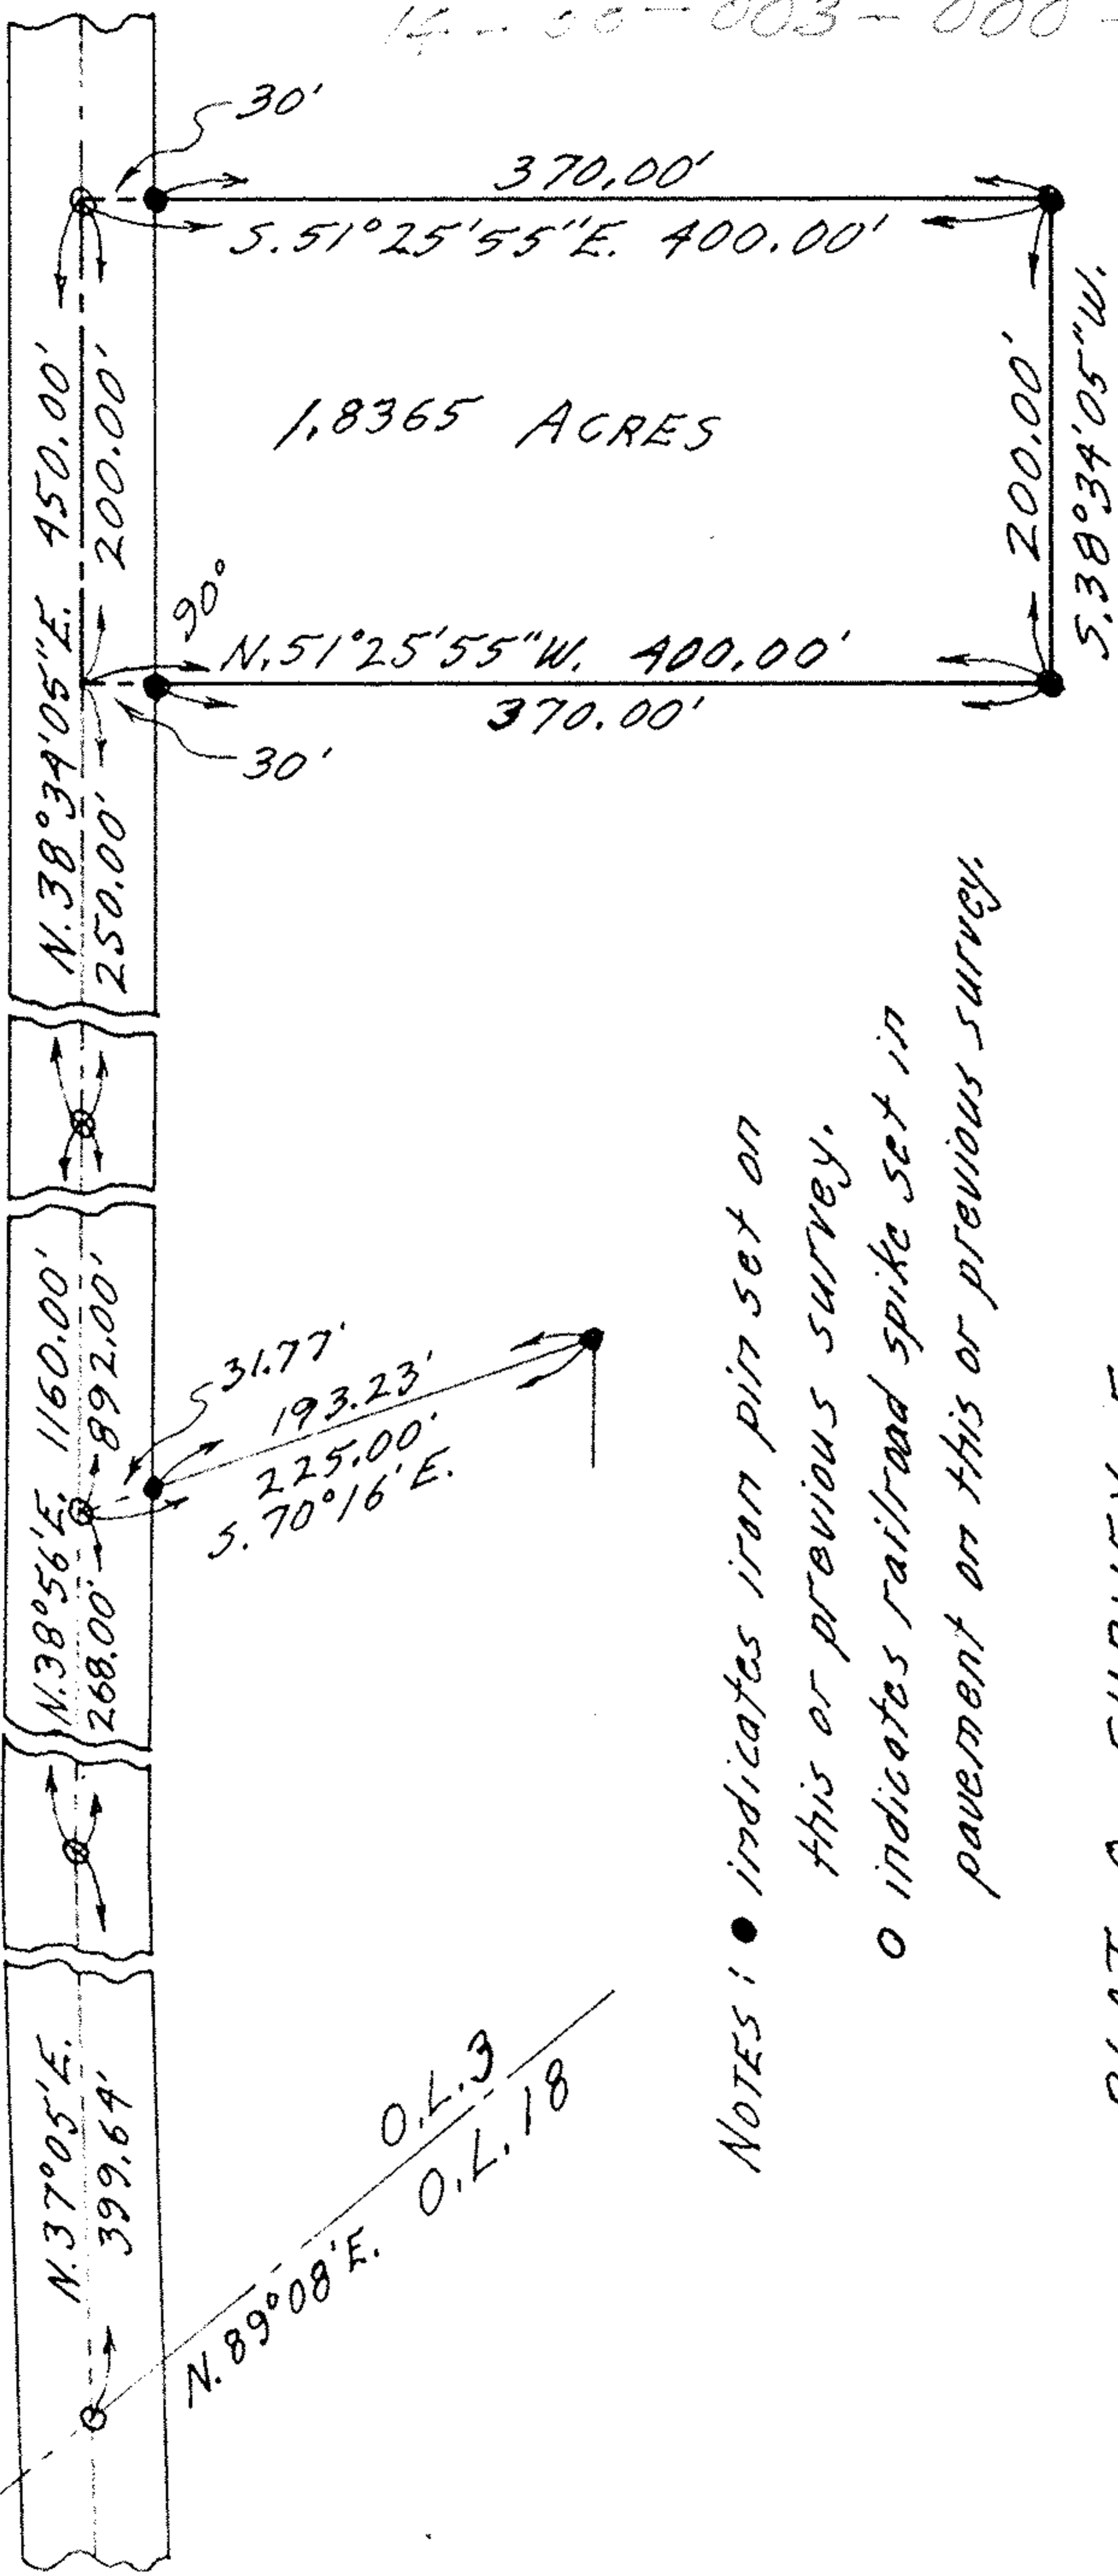 003-000-
30'
370.00'
S. 51°25'55"E. 400.00'
N. 38°34'05"E. 450.00'
200.00'
1.8365 ACRES
200.00'
S. 38°34'05"W.
90°
N. 51°25'55"W. 400.00'
370.00'
30'
250.00'
N. 38°56'E. 1160.00'
892.00'
268.00'
31.77'
193.23'
225.00'
S. 70°16'E.
N. 37°05'E.
399.64'
O.L. 3
O.L. 18
N. 89°08'E.
NOTES: ● indicates iron pin set on
this or previous survey.
O indicates railroad spike set in
pavement on this or previous survey.